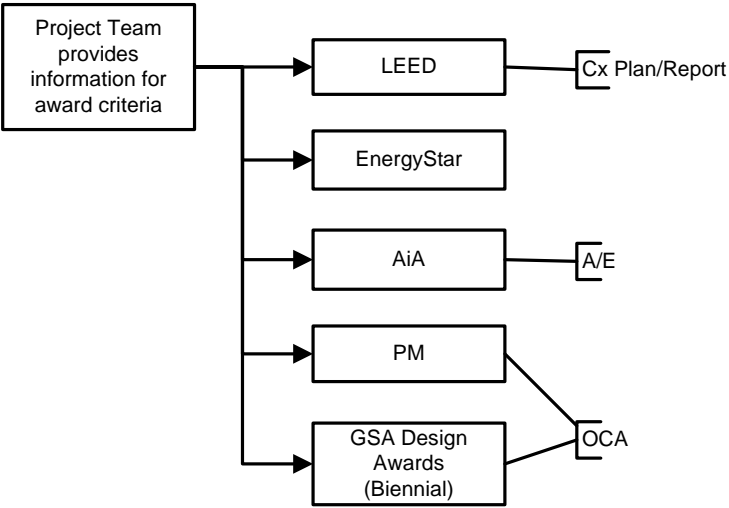 Project Team
provides
information for
award criteria
LEED
Cx Plan/Report
EnergyStar
AiA
A/E
PM
GSA Design
Awards
(Biennial)
OCA